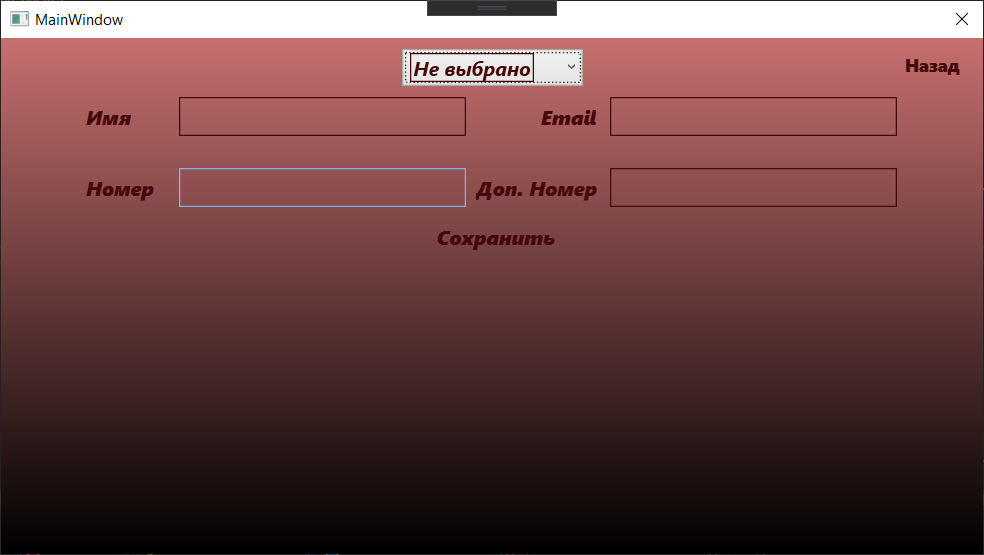 MainWindow
Не выбрано
Назад
Имя
Email
Номер
Доп. Номер
Сохранить